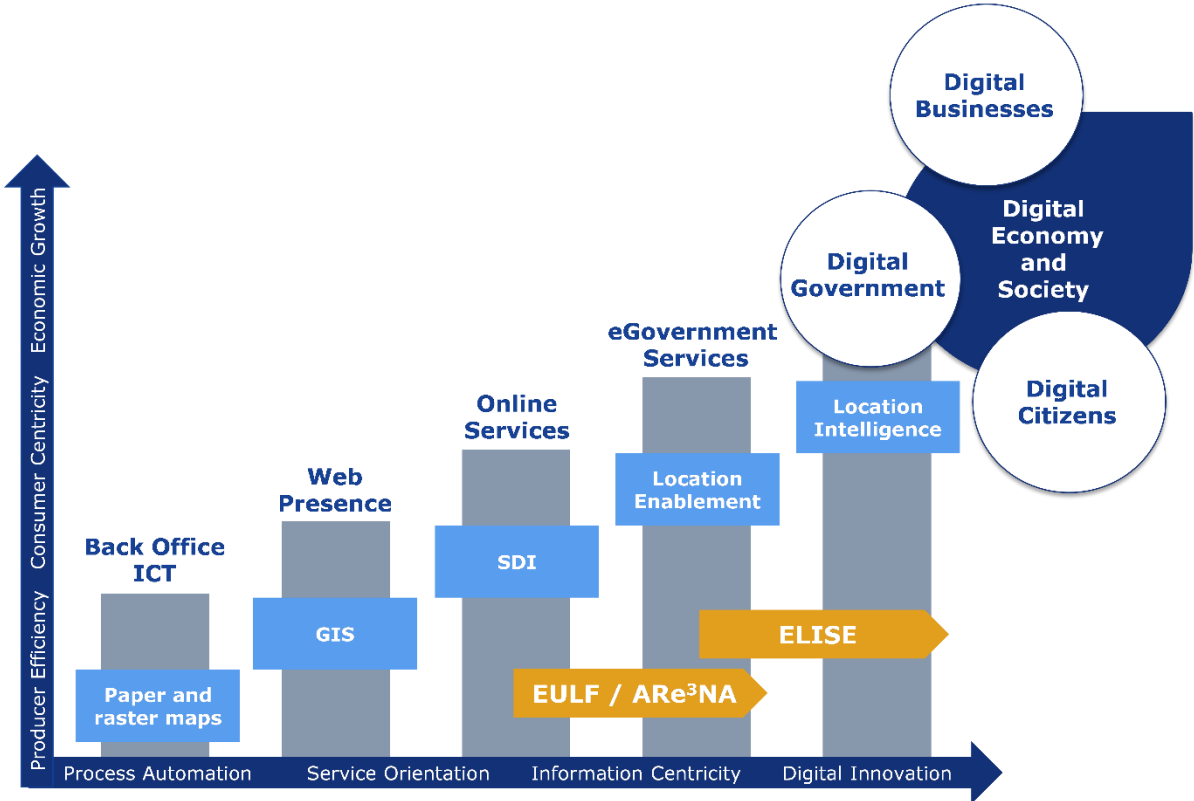 Digital
Businesses
Digital
Economy
and
Society
Digital
Government
Digital
Citizens
eGovernment
Services
Location
Intelligence
Online
Services
Location
Enablement
Web
Presence
SDI
Back Office
ICT
GIS
ELISE
Paper and
raster maps
EULF / ARe³NA
Producer Efficiency Consumer Centricity Economic Growth
Process Automation Service Orientation Information Centricity Digital Innovation